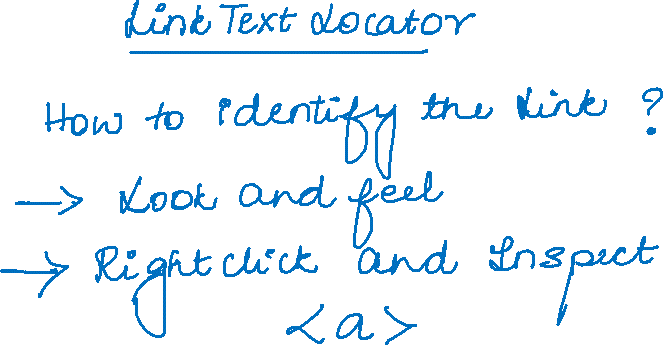 Link Text Locator
How to identify the link ?
→ Look and feel
→ Right click and Inspect
<a>